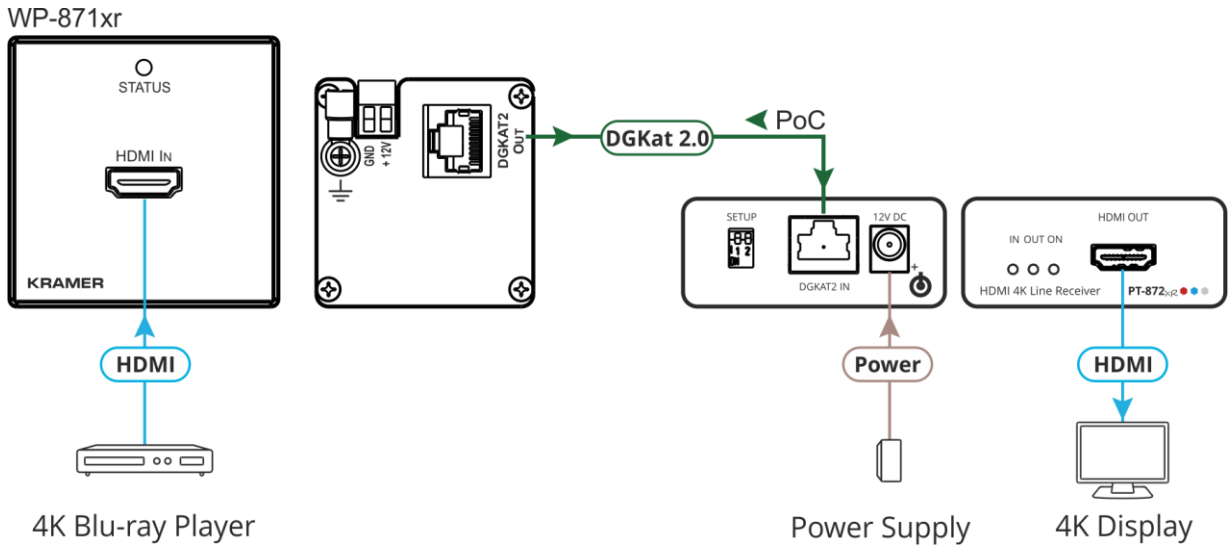 WP-871xr
STATUS
HDMI IN
KRAMER
HDMI
4K Blu-ray Player
GND
+ 12V
DGKAT2
OUT
DGKat 2.0
PoC
SETUP
1 2
ON
12V DC
+
DGKAT2 IN
Power
Power Supply
HDMI OUT
IN OUT ON
HDMI 4K Line Receiver
PT-872xR
HDMI
4K Display